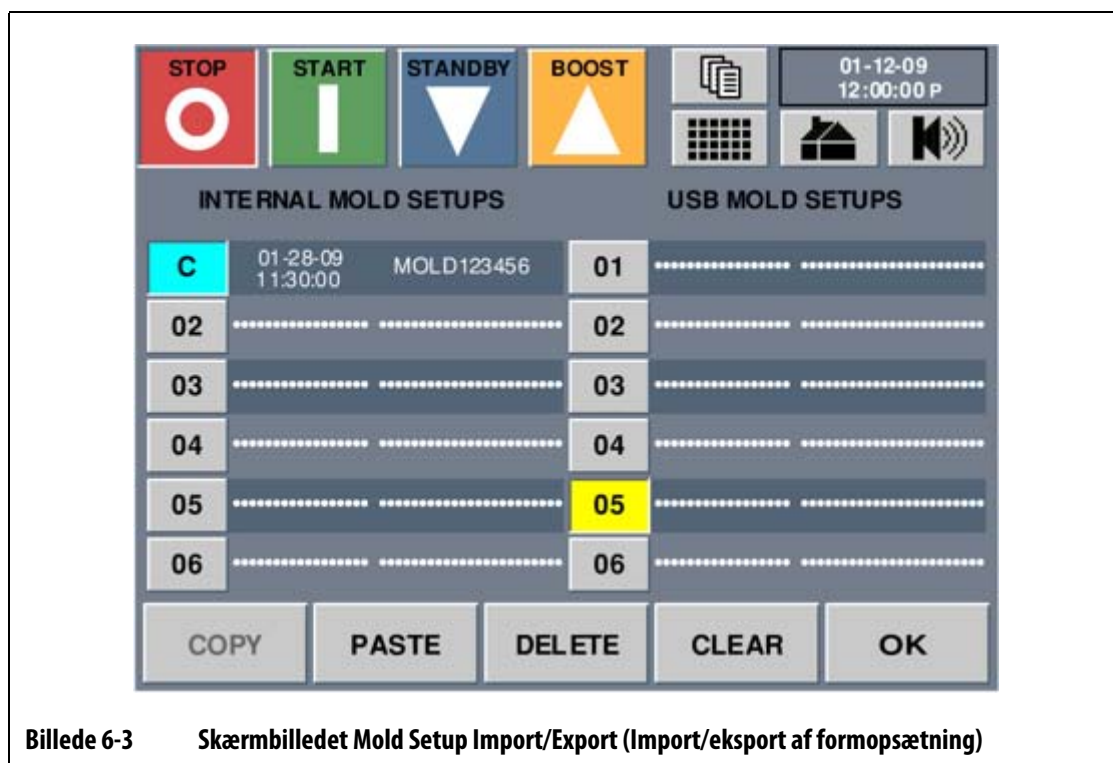 STOP START STANDBY BOOST
01-12-09
12:00:00 P
INTERNAL MOLD SETUPS USB MOLD SETUPS
C 01-28-09 11:30:00 MOLD123456 01
02 02
03 03
04 04
05 05
06 06
COPY PASTE DELETE CLEAR OK
Billede 6-3 Skærmbilledet Mold Setup Import/Export (Import/eksport af formopsætning)